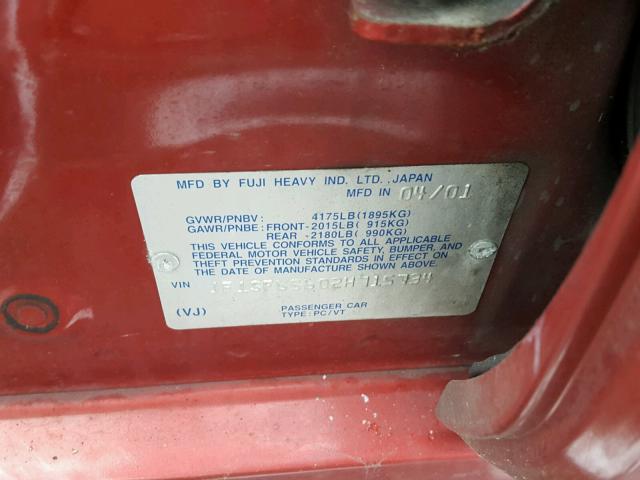 MFD BY FUJI HEAVY IND. LTD., JAPAN
MFD IN 04/01
GVWR/PNBV: 4175LB(1895KG)
GAWR/PNBE: FRONT-2015LB( 915KG)
REAR -2180LB( 990KG)
THIS VEHICLE CONFORMS TO ALL APPLICABLE
FEDERAL MOTOR VEHICLE SAFETY, BUMPER, AND
THEFT PREVENTION STANDARDS IN EFFECT ON
THE DATE OF MANUFACTURE SHOWN ABOVE.
VIN
PASSENGER CAR
(VJ) TYPE:PC/VT